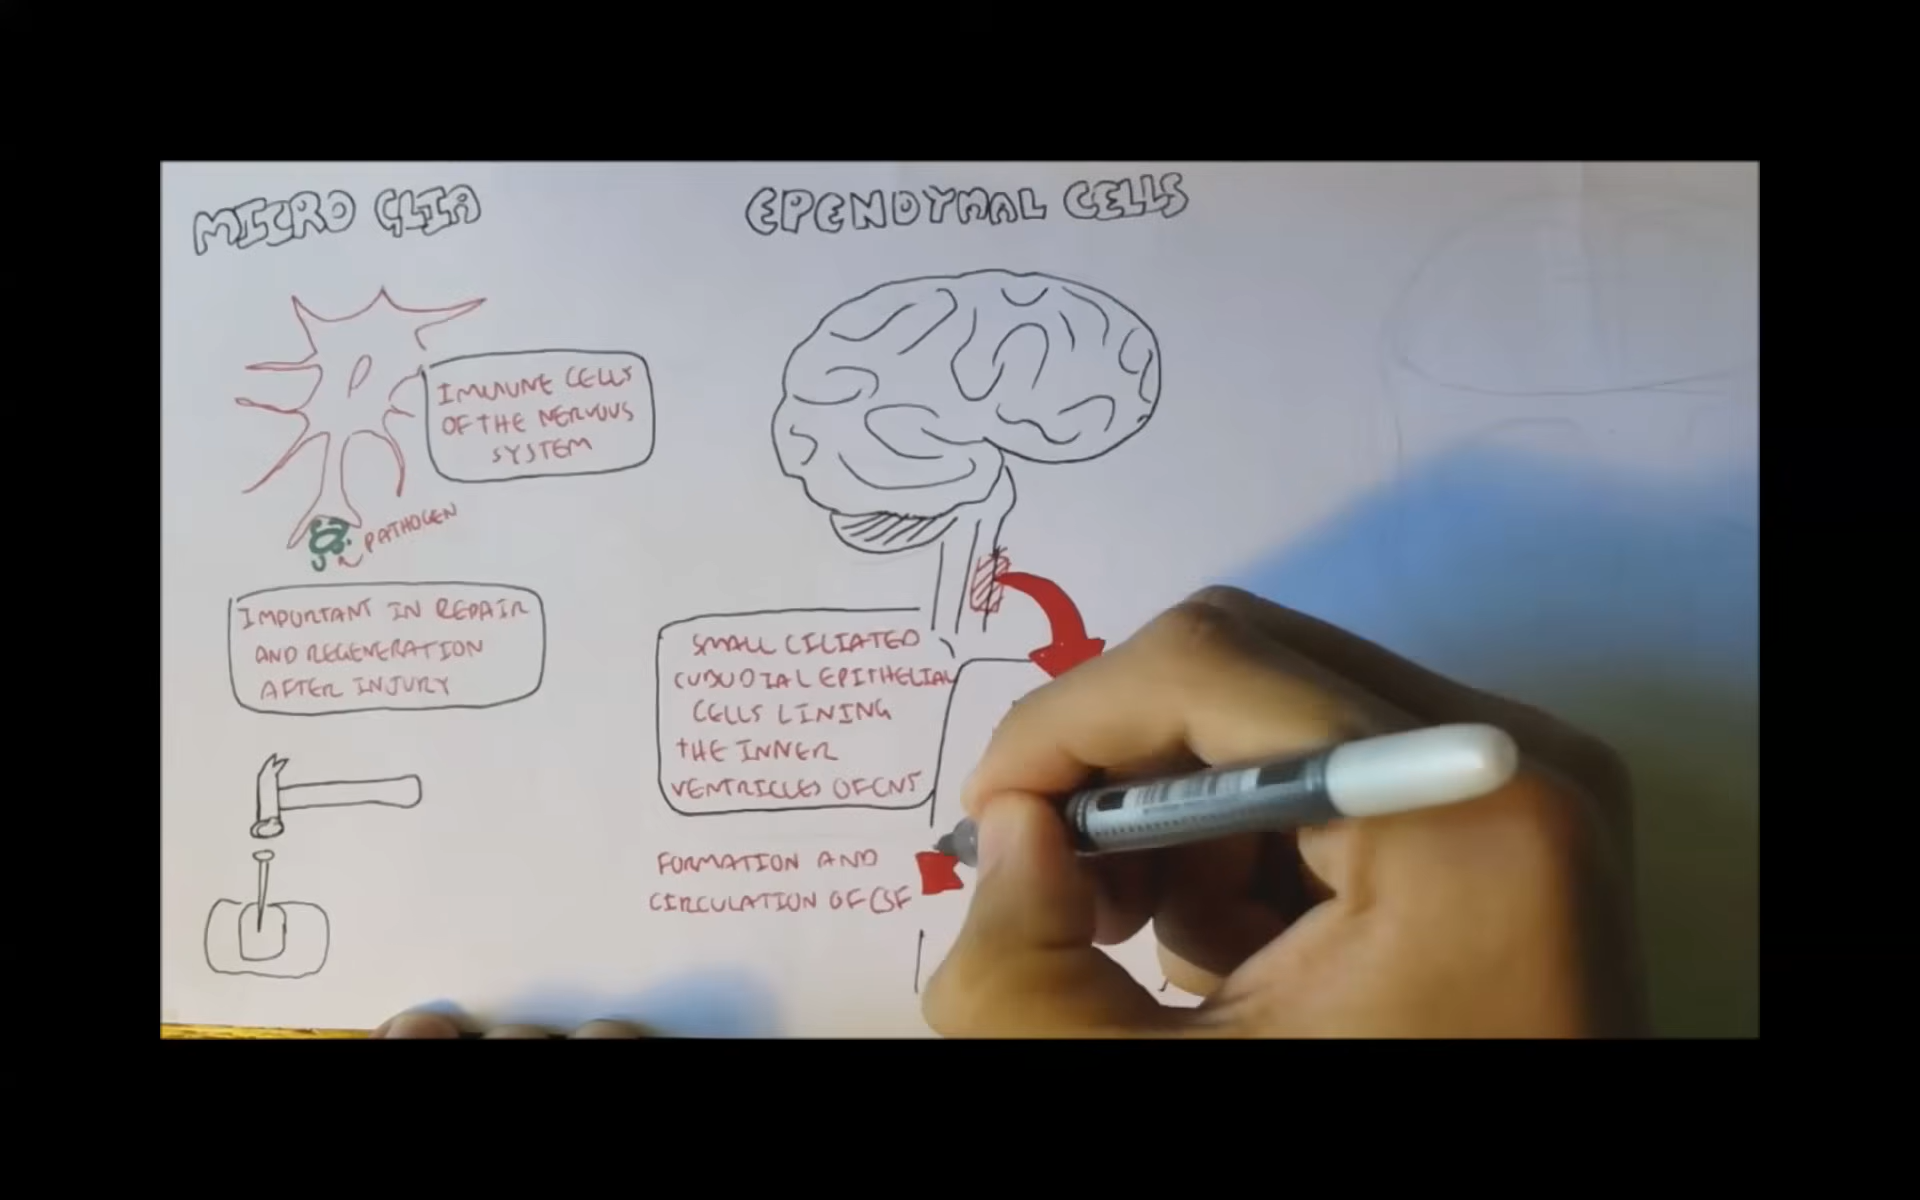 MICRO GLIA
IMMUNE CELLS
OF THE NERVOUS
SYSTEM
PATHOGEN
IMPORTANT IN REPAIR
AND REGENERATION
AFTER INJURY
EPENDYMAL CELLS
SMALL CILIATED
CUBUDIAL EPITHELIAL
CELLS LINING
THE INNER
VENTRICLES OF CNS
FORMATION AND
CIRCULATION OF CSF